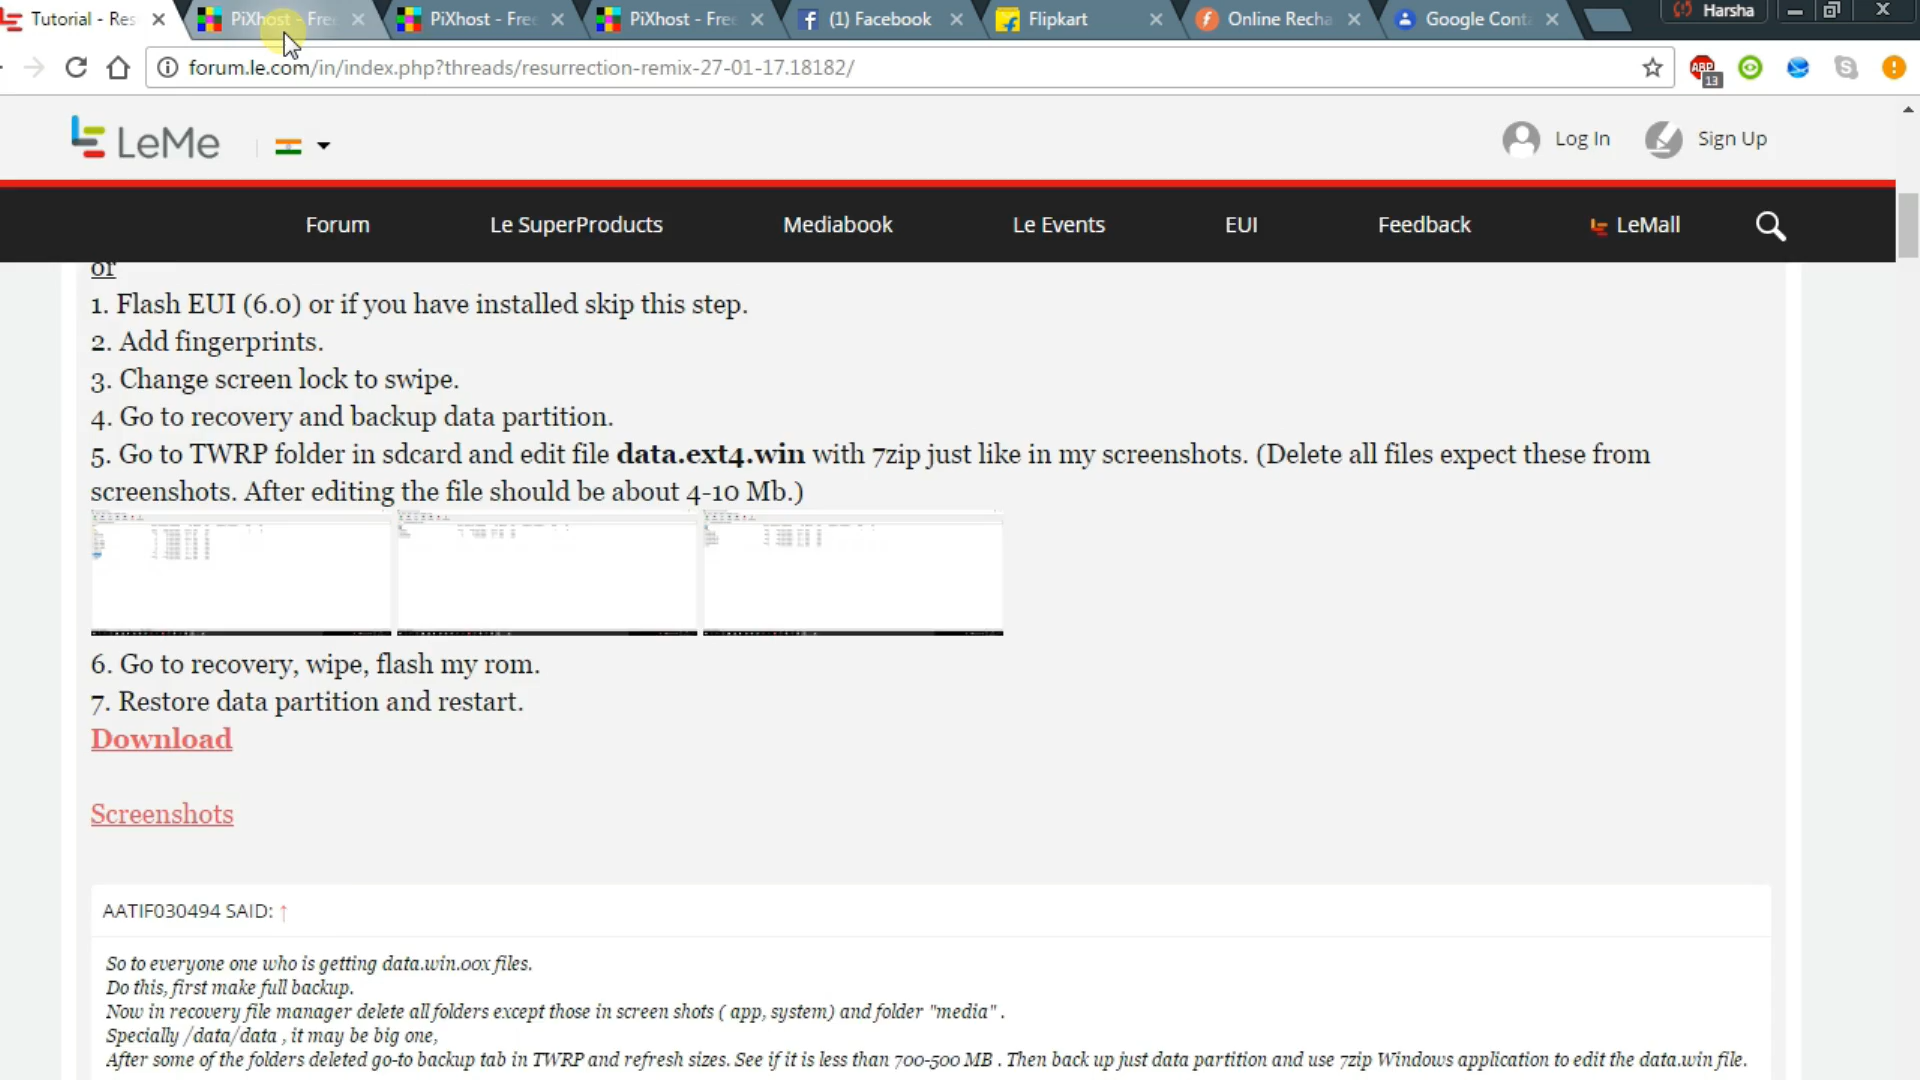 Tutorial - Res
PiXhost - Free
PiXhost - Free
PiXhost - Free
(1) Facebook
Flipkart
Online Recha
Google Conta
Harsha
forum.le.com/in/index.php?threads/resurrection-remix-27-01-17.18182/
ABP
13
LeMe
Log In
Sign Up
Forum
Le SuperProducts
Mediabook
Le Events
EUI
Feedback
LeMall
or
1. Flash EUI (6.0) or if you have installed skip this step.
2. Add fingerprints.
3. Change screen lock to swipe.
4. Go to recovery and backup data partition.
5. Go to TWRP folder in sdcard and edit file data.ext4.win with 7zip just like in my screenshots. (Delete all files expect these from
screenshots. After editing the file should be about 4-10 Mb.)
6. Go to recovery, wipe, flash my rom.
7. Restore data partition and restart.
Download
Screenshots
AATIF030494 SAID: ↑
So to everyone one who is getting data.win.00x files.
Do this, first make full backup.
Now in recovery file manager delete all folders except those in screen shots ( app, system) and folder "media" .
Specially /data/data , it may be big one,
After some of the folders deleted go-to backup tab in TWRP and refresh sizes. See if it is less than 700-500 MB . Then back up just data partition and use 7zip Windows application to edit the data.win file.